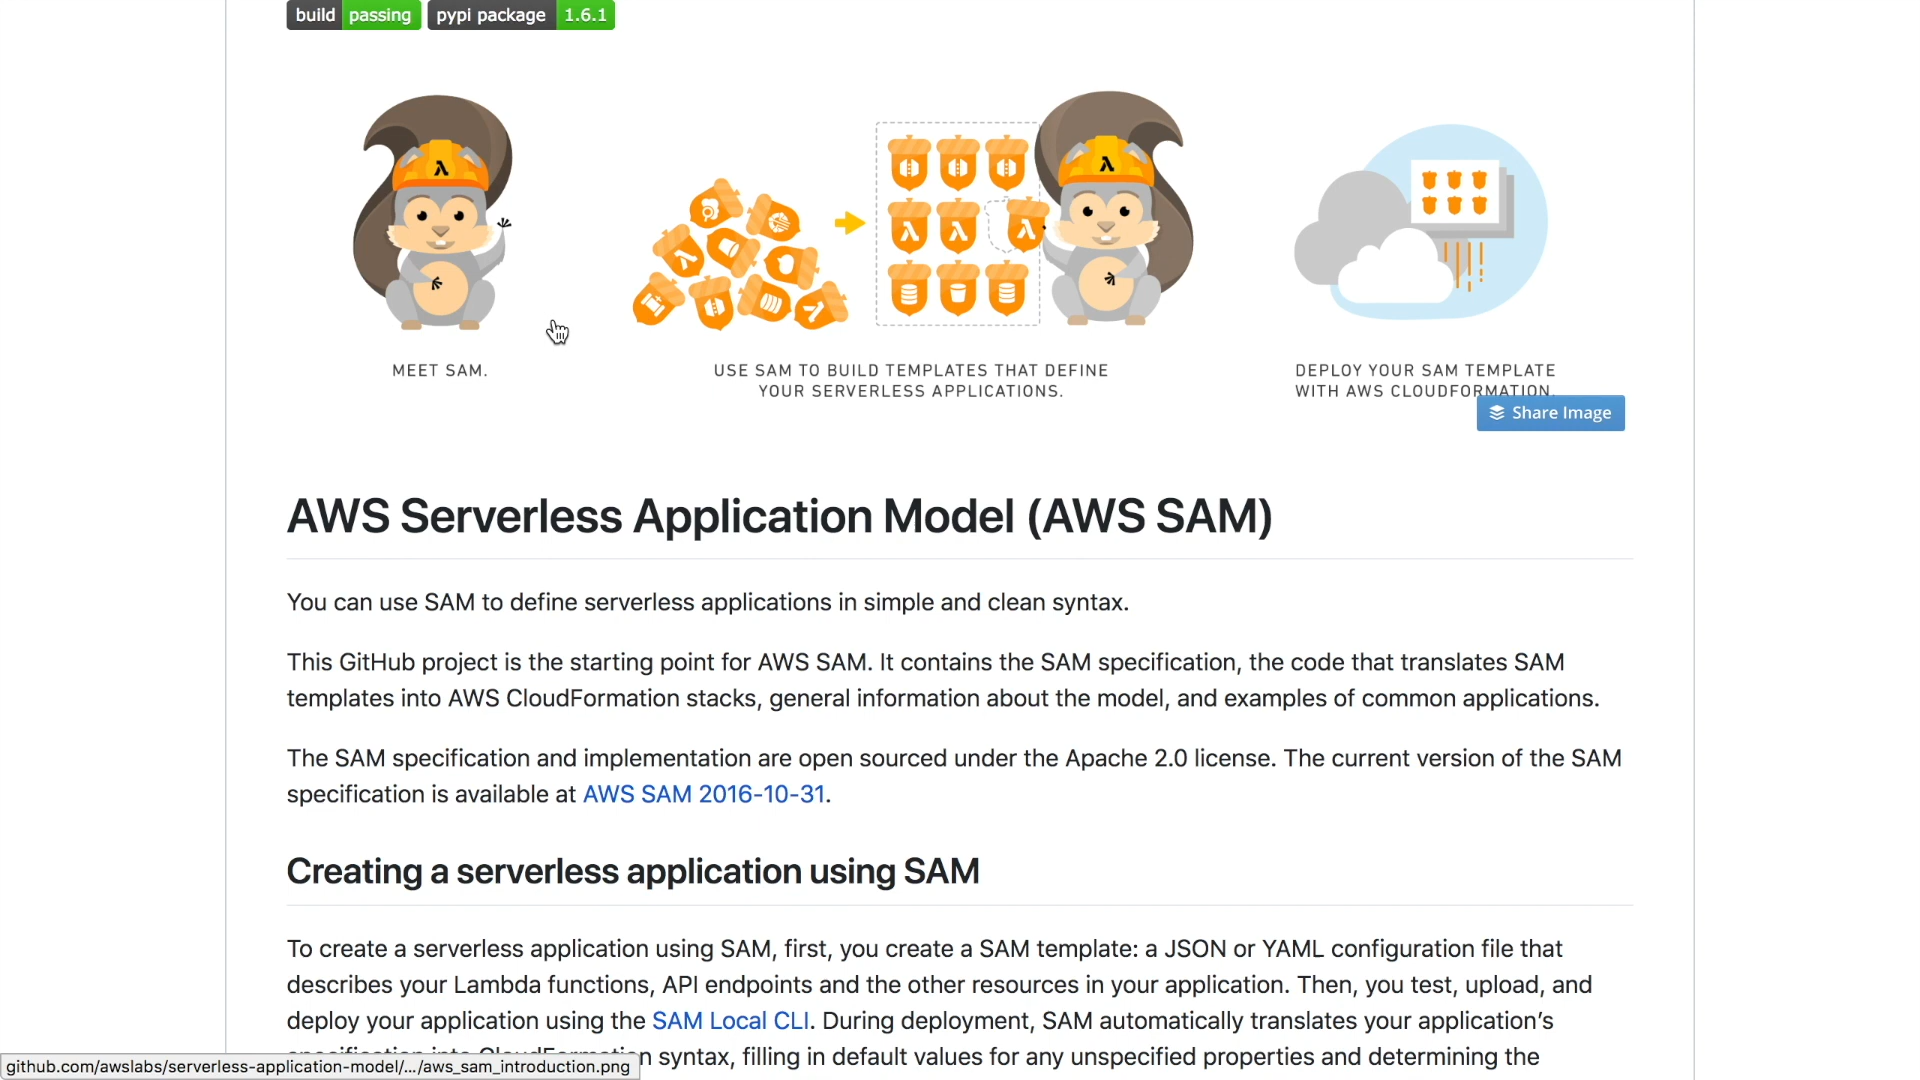 build passing pypi package 1.6.1
MEET SAM.
USE SAM TO BUILD TEMPLATES THAT DEFINE
YOUR SERVERLESS APPLICATIONS.
DEPLOY YOUR SAM TEMPLATE
WITH AWS CLOUDFORMATION.
Share Image
AWS Serverless Application Model (AWS SAM)
You can use SAM to define serverless applications in simple and clean syntax.
This GitHub project is the starting point for AWS SAM. It contains the SAM specification, the code that translates SAM
templates into AWS CloudFormation stacks, general information about the model, and examples of common applications.
The SAM specification and implementation are open sourced under the Apache 2.0 license. The current version of the SAM
specification is available at AWS SAM 2016-10-31.
Creating a serverless application using SAM
To create a serverless application using SAM, first, you create a SAM template: a JSON or YAML configuration file that
describes your Lambda functions, API endpoints and the other resources in your application. Then, you test, upload, and
deploy your application using the SAM Local CLI. During deployment, SAM automatically translates your application's
syntax, filling in default values for any unspecified properties and determining the
github.com/awslabs/serverless-application-model/.../aws_sam_introduction.png